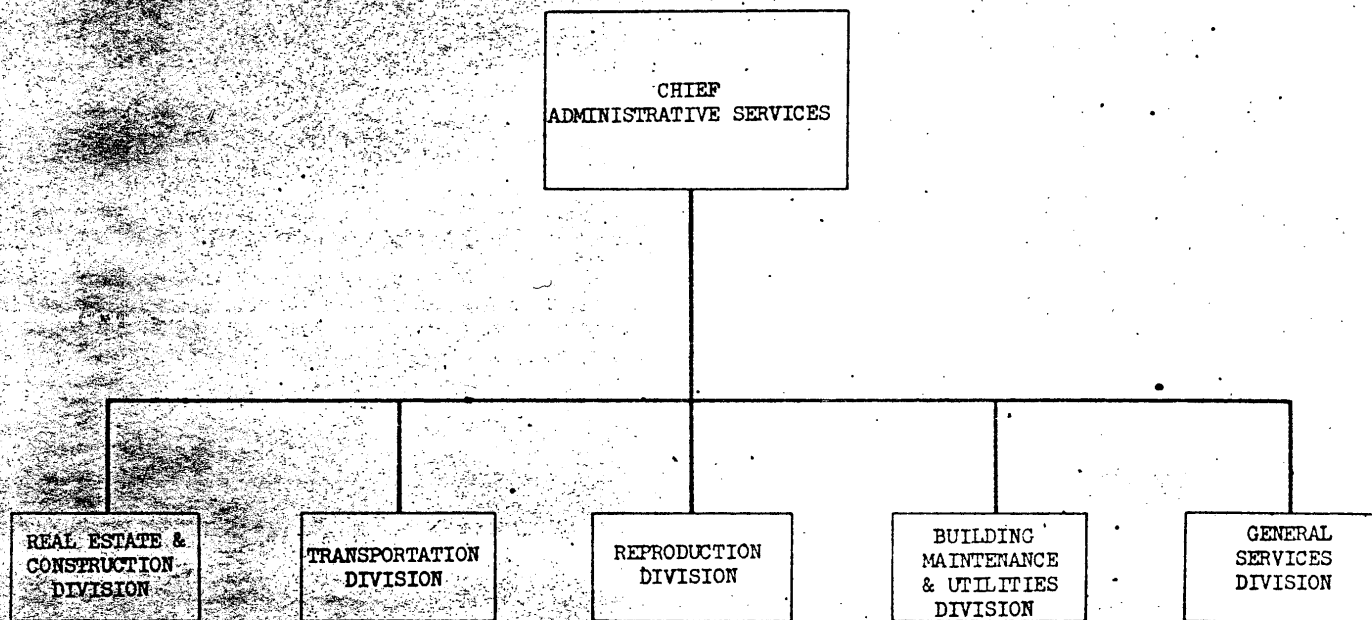 CHIEF
ADMINISTRATIVE SERVICES
REAL ESTATE &
CONSTRUCTION
DIVISION
TRANSPORTATION
DIVISION
REPRODUCTION
DIVISION
BUILDING
MAINTENANCE
& UTILITIES
DIVISION
GENERAL
SERVICES
DIVISION